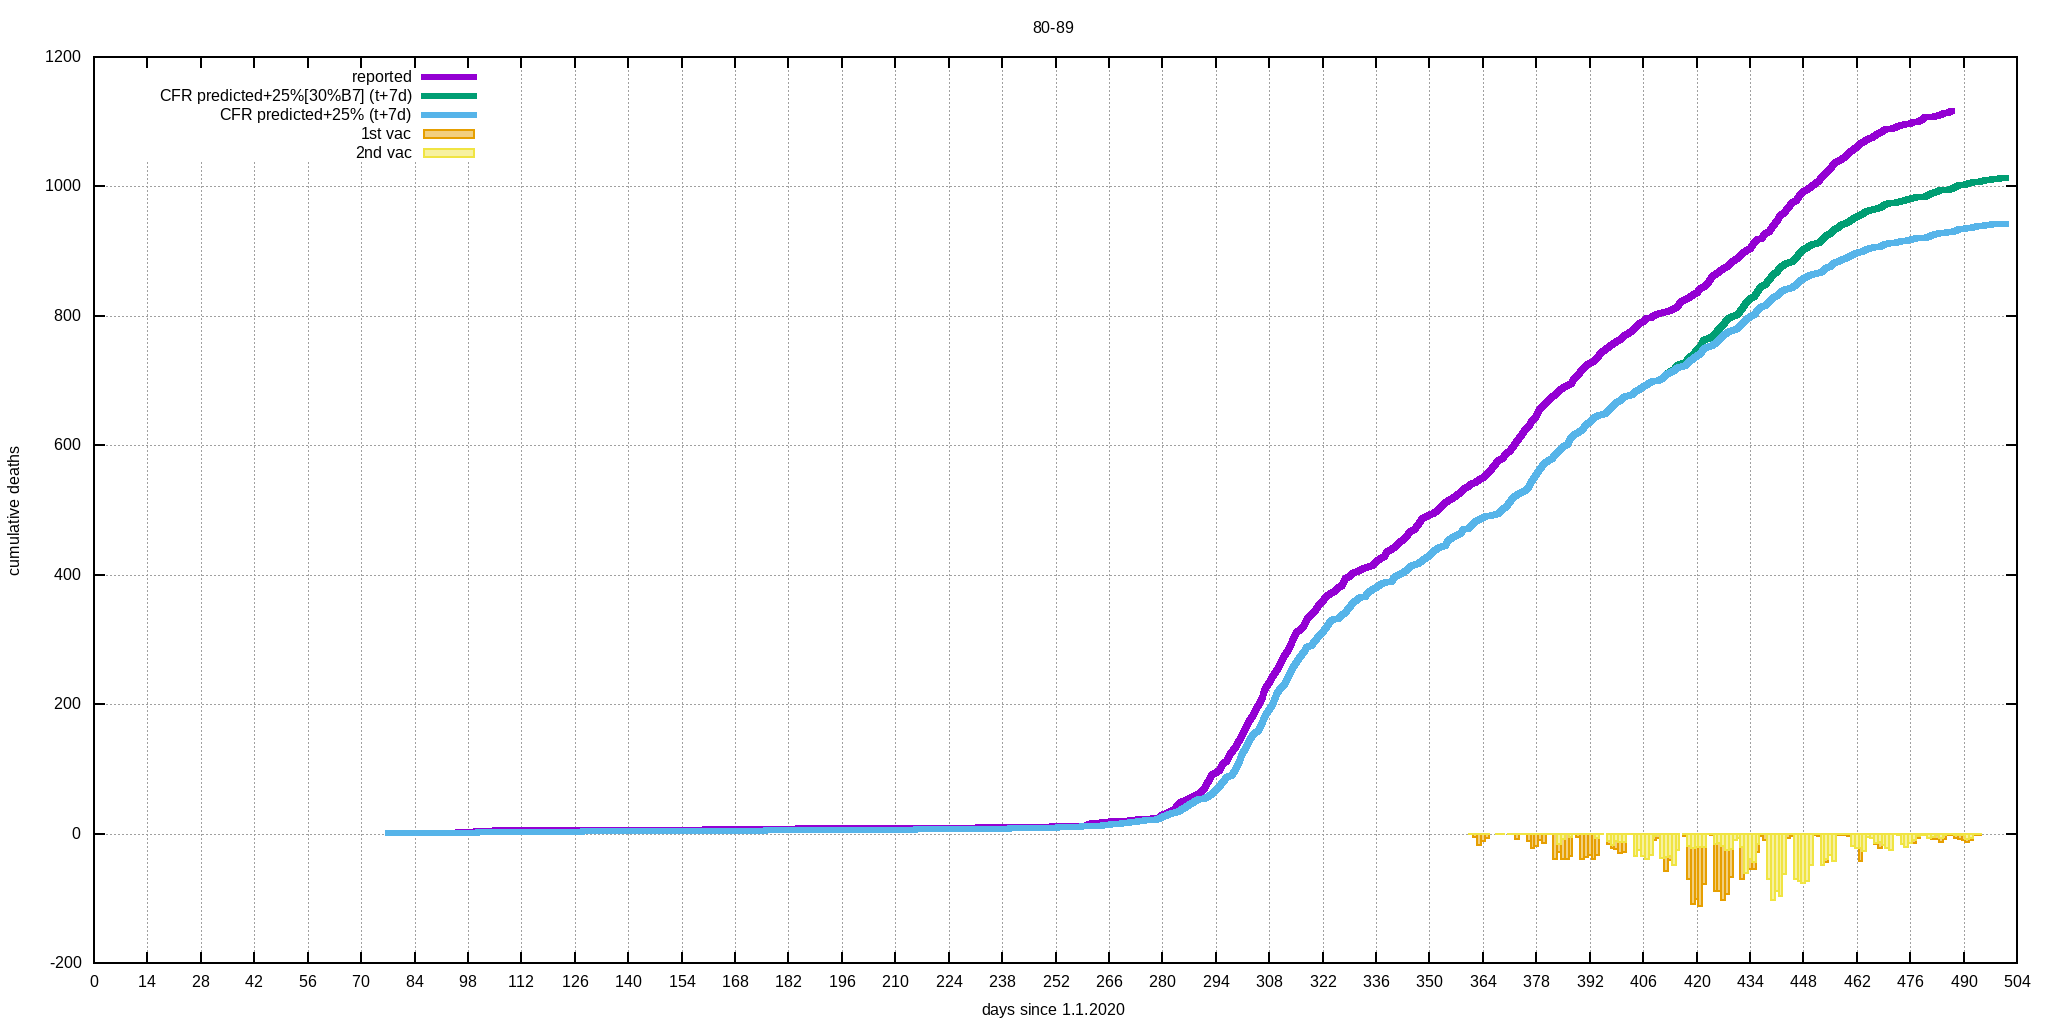 80-89
1200
1000
800
600
400
200
0
-200
cumulative deaths
reported
CFR predicted+25%[30%B7] (t+7d)
CFR predicted+25% (t+7d)
1st vac
2nd vac
0 14 28 42 56 70 84 98 112 126 140 154 168 182 196 210 224 238 252 266 280 294 308 322 336 350 364 378 392 406 420 434 448 462 476 490 504
days since 1.1.2020